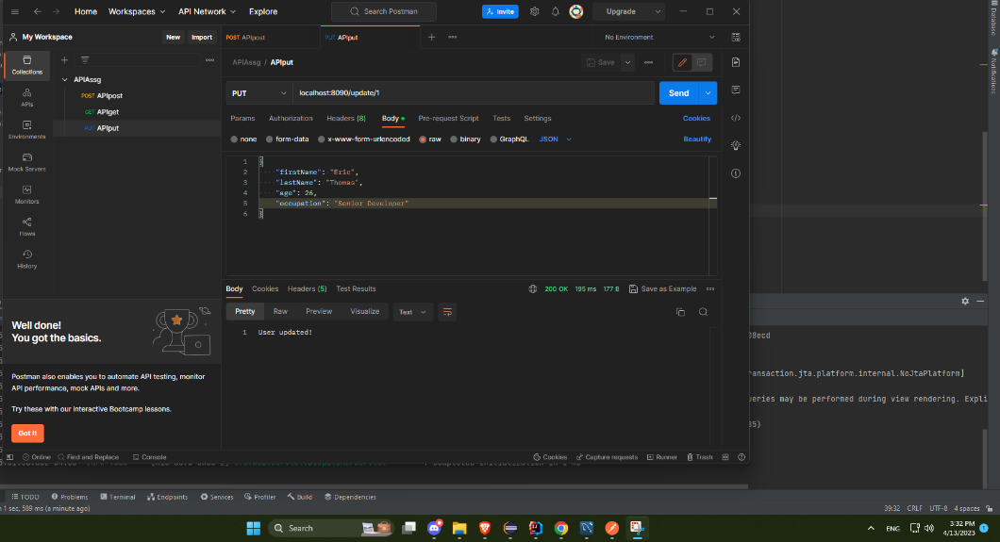 Home Workspaces API Network Explore Search Postman Invite Upgrade
My Workspace New Import POST APIpost PUT APIput No Environment
Collections
APIs
Environments
Mock Servers
Monitors
Flows
History
APIAssg
POST APIpost
GET APIget
PUT APIput
APIAssg / APIput Save
PUT localhost:8090/update/1 Send
Params Authorization Headers (8) Body Pre-request Script Tests Settings Cookies
none form-data x-www-form-urlencoded raw binary GraphQL JSON Beautify
1 {
2 "firstName": "Eric",
3 "lastName": "Thomas",
4 "age": 26,
5 "occupation": "Senior Developer"
6 }
Body Cookies Headers (5) Test Results 200 OK 195 ms 177 B Save as Example
Pretty Raw Preview Visualize Text
1 User updated!
Well done!
You got the basics.
Postman also enables you to automate API testing, monitor
API performance, mock APIs and more.
Try these with our interactive Bootcamp lessons.
Got It
Online Find and Replace Console Cookies Capture requests Runner Trash
Database
Notifications
08ecd
ransaction.jta.platform.internal.NoJtaPlatform]
ueries may be performed during view rendering. Expli
TODO Problems Terminal Endpoints Services Profiler Build Dependencies
1 sec, 589 ms (a minute ago) 39:32 CRLF UTF-8 4 spaces
Search ENG 3:32 PM
4/13/2023